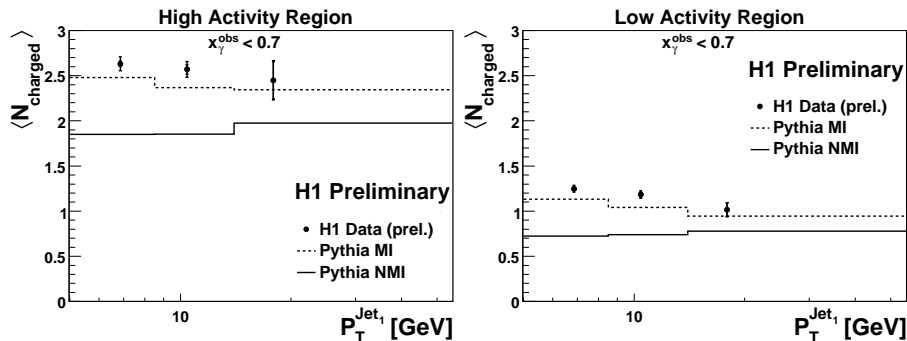 High Activity Region
x_γ^obs < 0.7
⟨N_charged⟩
3
2.5
2
1.5
1
0.5
0
H1 Preliminary
H1 Data (prel.)
Pythia MI
Pythia NMI
10
P_T^Jet_1 [GeV]
Low Activity Region
x_γ^obs < 0.7
⟨N_charged⟩
3
2.5
2
1.5
1
0.5
0
H1 Preliminary
H1 Data (prel.)
Pythia MI
Pythia NMI
10
P_T^Jet_1 [GeV]